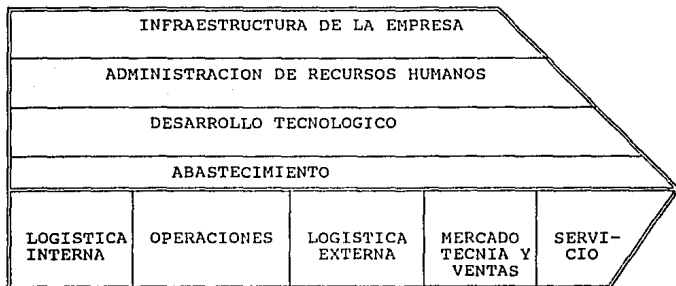 INFRAESTRUCTURA DE LA EMPRESA
ADMINISTRACION DE RECURSOS HUMANOS
DESARROLLO TECNOLOGICO
ABASTECIMIENTO
LOGISTICA
INTERNA
OPERACIONES
LOGISTICA
EXTERNA
MERCADO
TECNIA Y
VENTAS
SERVI-
CIO